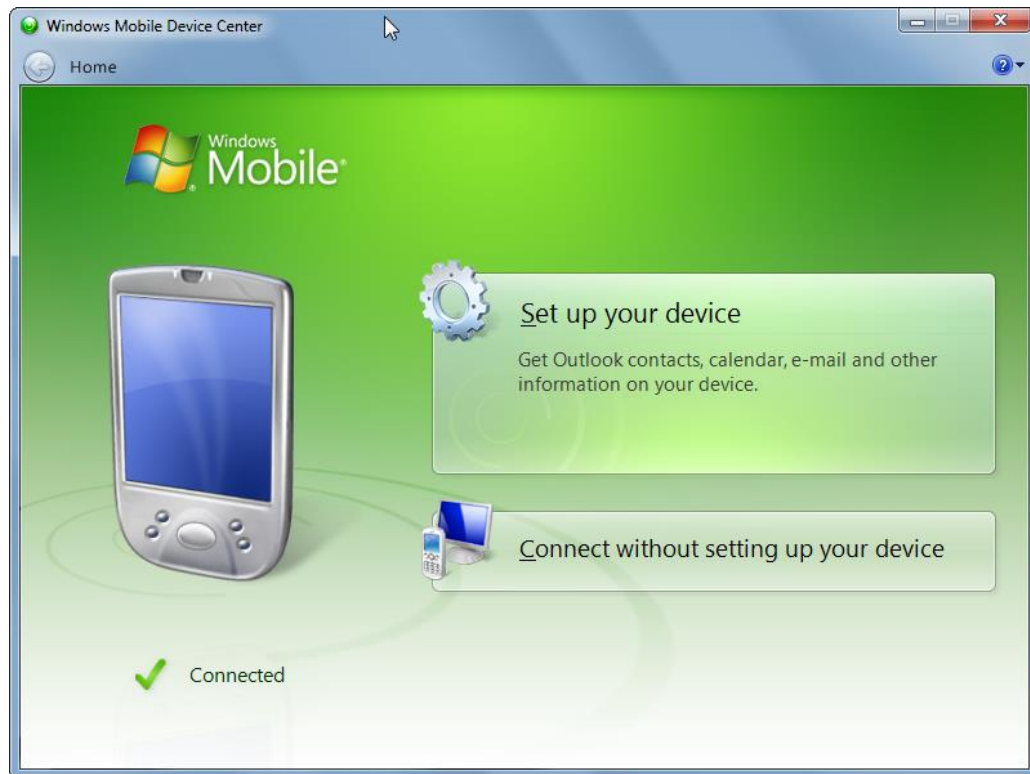 Windows Mobile Device Center
Home
Windows
Mobile®
Set up your device
Get Outlook contacts, calendar, e-mail and other
information on your device.
Connect without setting up your device
Connected